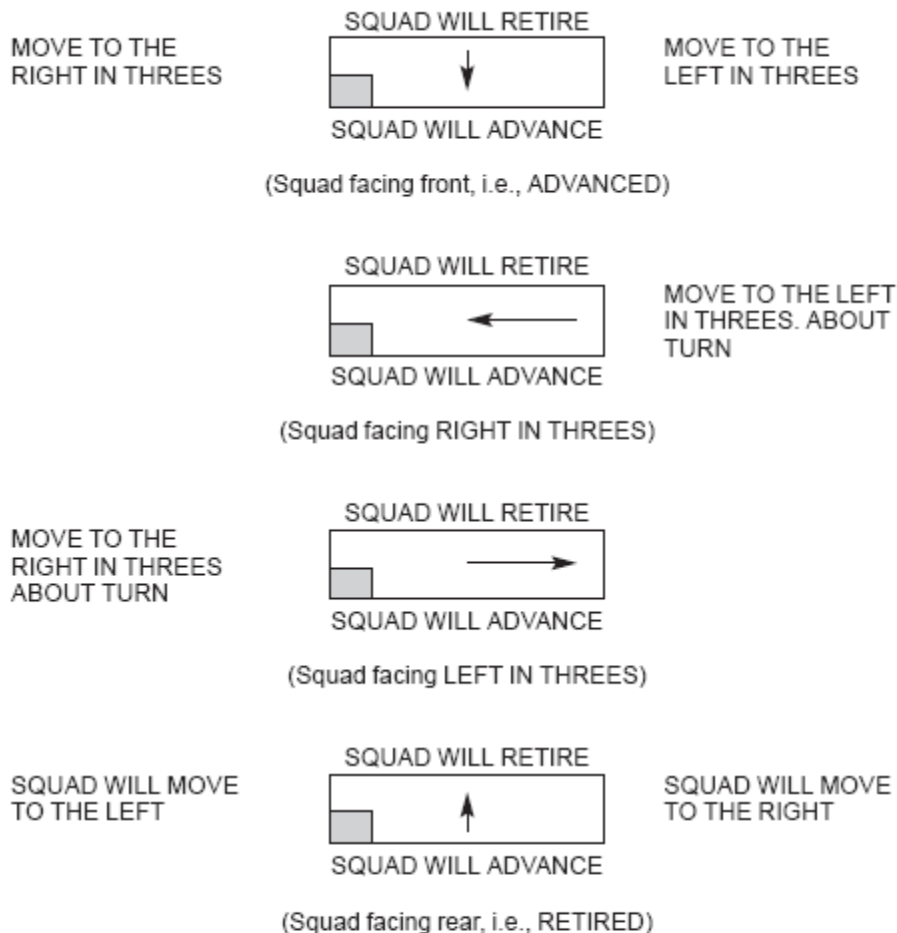 SQUAD WILL RETIRE
MOVE TO THE
RIGHT IN THREES
MOVE TO THE
LEFT IN THREES
SQUAD WILL ADVANCE
(Squad facing front, i.e., ADVANCED)
SQUAD WILL RETIRE
MOVE TO THE LEFT
IN THREES. ABOUT
TURN
SQUAD WILL ADVANCE
(Squad facing RIGHT IN THREES)
SQUAD WILL RETIRE
MOVE TO THE
RIGHT IN THREES
ABOUT TURN
SQUAD WILL ADVANCE
(Squad facing LEFT IN THREES)
SQUAD WILL RETIRE
SQUAD WILL MOVE
TO THE LEFT
SQUAD WILL MOVE
TO THE RIGHT
SQUAD WILL ADVANCE
(Squad facing rear, i.e., RETIRED)